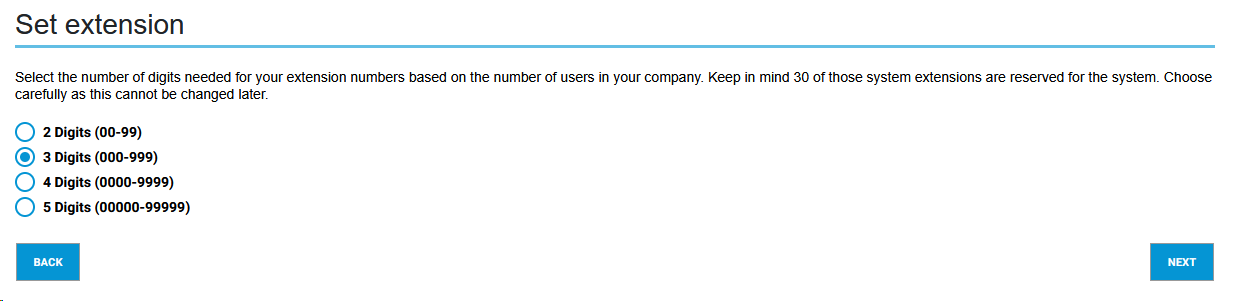 Set extension
Select the number of digits needed for your extension numbers based on the number of users in your company. Keep in mind 30 of those system extensions are reserved for the system. Choose
carefully as this cannot be changed later.
2 Digits (00-99)
3 Digits (000-999)
4 Digits (0000-9999)
5 Digits (00000-99999)
BACK
NEXT